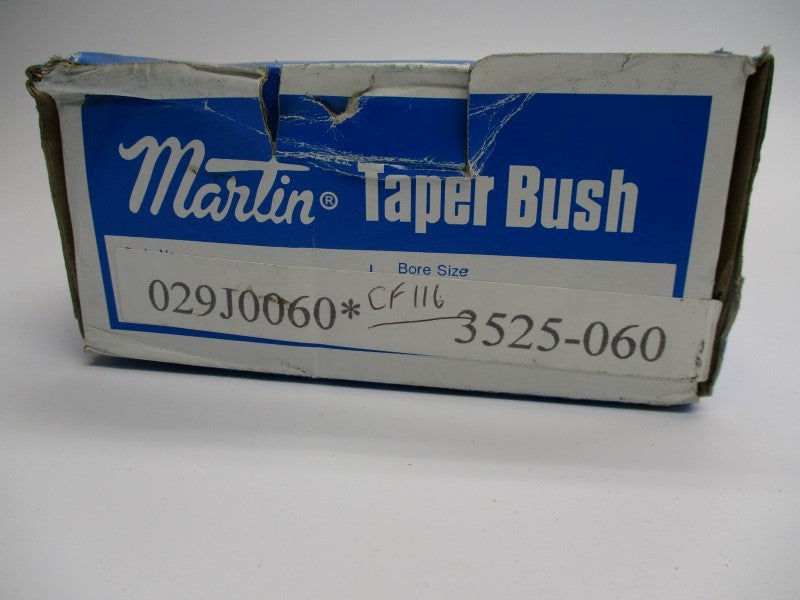 Martin® Taper Bush
Bore Size
029J0060* CF116 3525-060